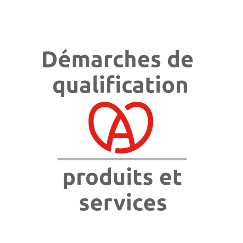 Démarches de
qualification
A
produits et
services